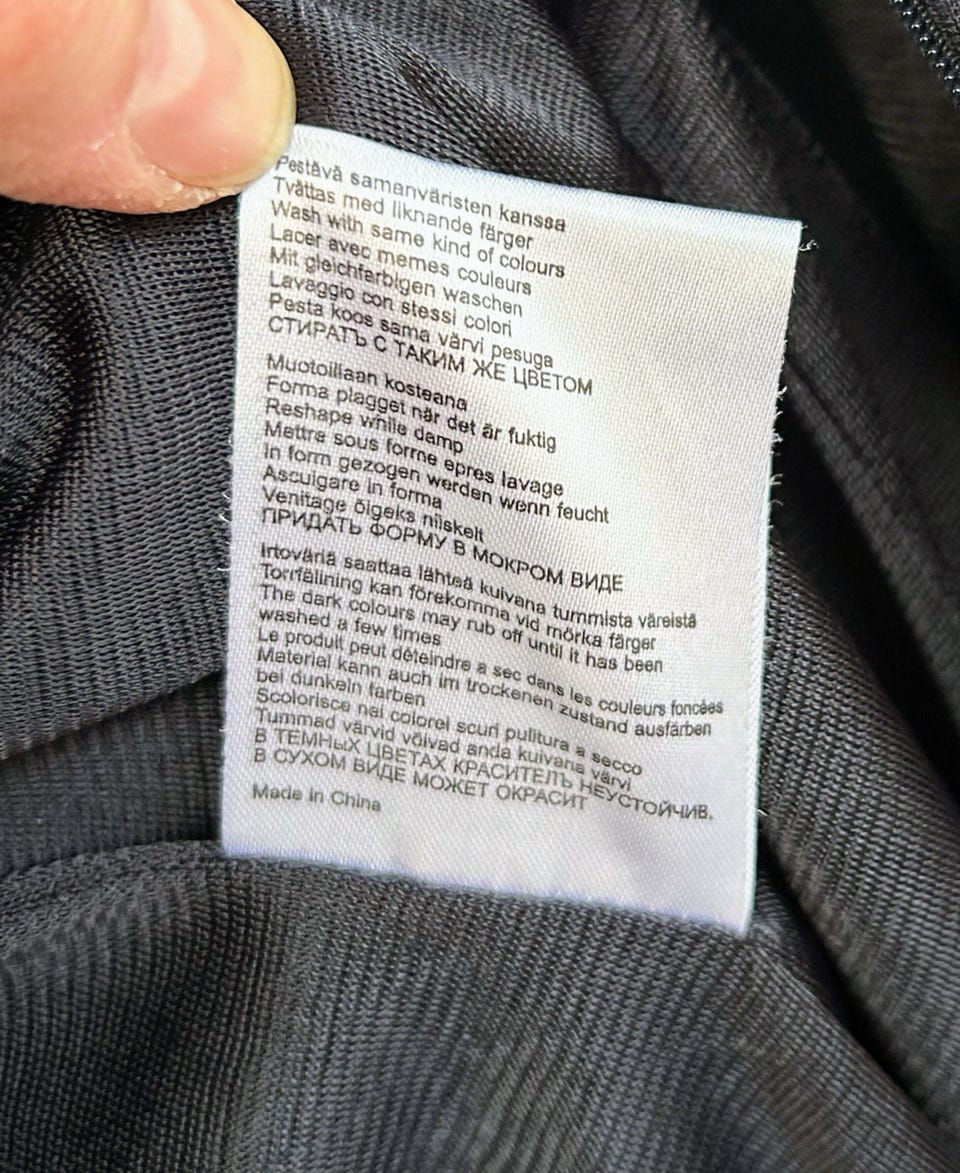 Pestävä samanväristen kanssa
Tvättas med liknande färger
Wash with same kind of colours
Lacer avec memes couleurs
Mit gleichfarbigen waschen
Lavaggio con stessi colori
Pesta koos sama värvi pesuga
СТИРАТЬ С ТАКИМ ЖЕ ЦВЕТОМ
Muotoillaan kosteana
Forma plagget når det är fuktig
Reshape while damp
Mettre sous forme epres lavage
In form gezogen werden wenn feucht
Asciugare in forma
Venitage õigeks niiskelt
ПРИДАТЬ ФОРМУ В МОКРОМ ВИДЕ
Irtoväriä saattaa lähteä kuivana tummista väreistä
Torrfällning kan förekomma vid mörka färger
The dark colours may rub off until it has been
washed a few times
Le produit peut déteindre a sec dans les couleurs foncées
Material kann auch im trockenen zustand ausfärben
bei dunkeln farben
Scolorisce nai colorel scuri pulitura a secco
Tummad värvid võivad anda kuivana värvi
В ТЕМНЫХ ЦВЕТАХ КРАСИТЕЛЬ НЕУСТОЙЧИВ.
В СУХОМ ВИДЕ МОЖЕТ ОКРАСИТ
Made in China